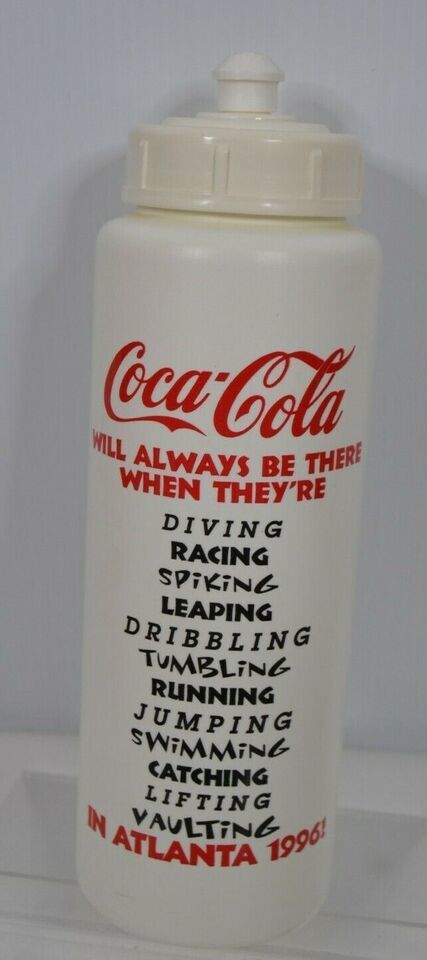 Coca-Cola
WILL ALWAYS BE THERE
WHEN THEY'RE
DIVING
RACING
SPiKiNG
LEAPING
DRIBBLING
TUMBLiNG
RUNNING
JUMPING
SWiMMiNG
CATCHING
LIFTING
VAULTiNG
IN ATLANTA 1996!